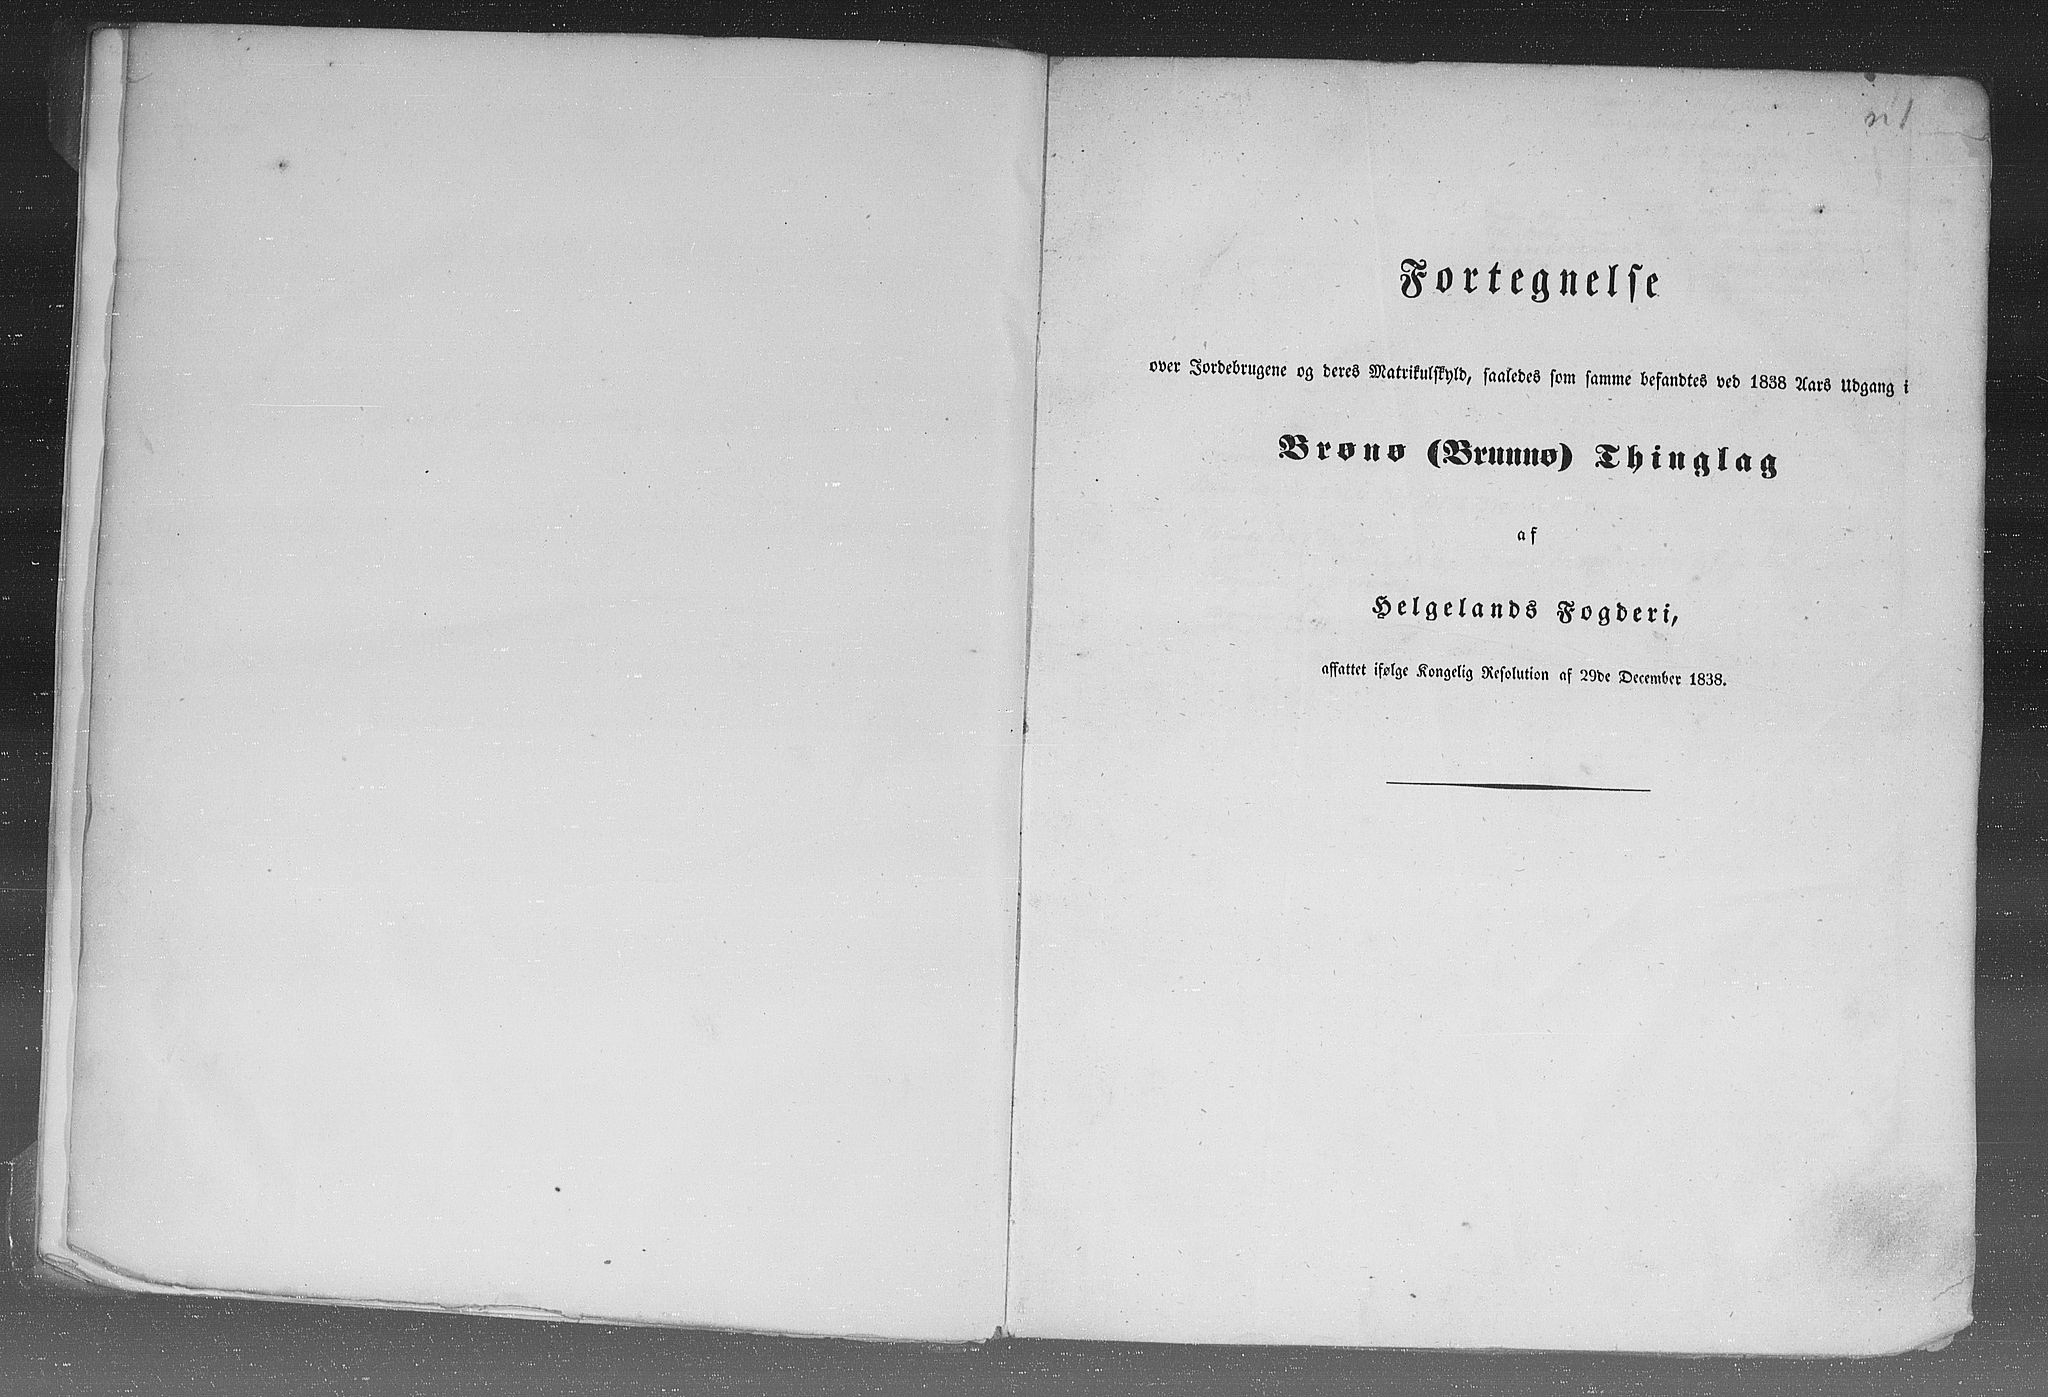 n 1
Fortegnelse
over Jordebrugene og deres Matrikulskyld, saaledes som samme befandtes ved 1838 Aars Udgang i
Brønø (Brunnø) Thinglag
af
Helgelands Fogderi,
affattet ifølge Kongelig Resolution af 29de December 1838.